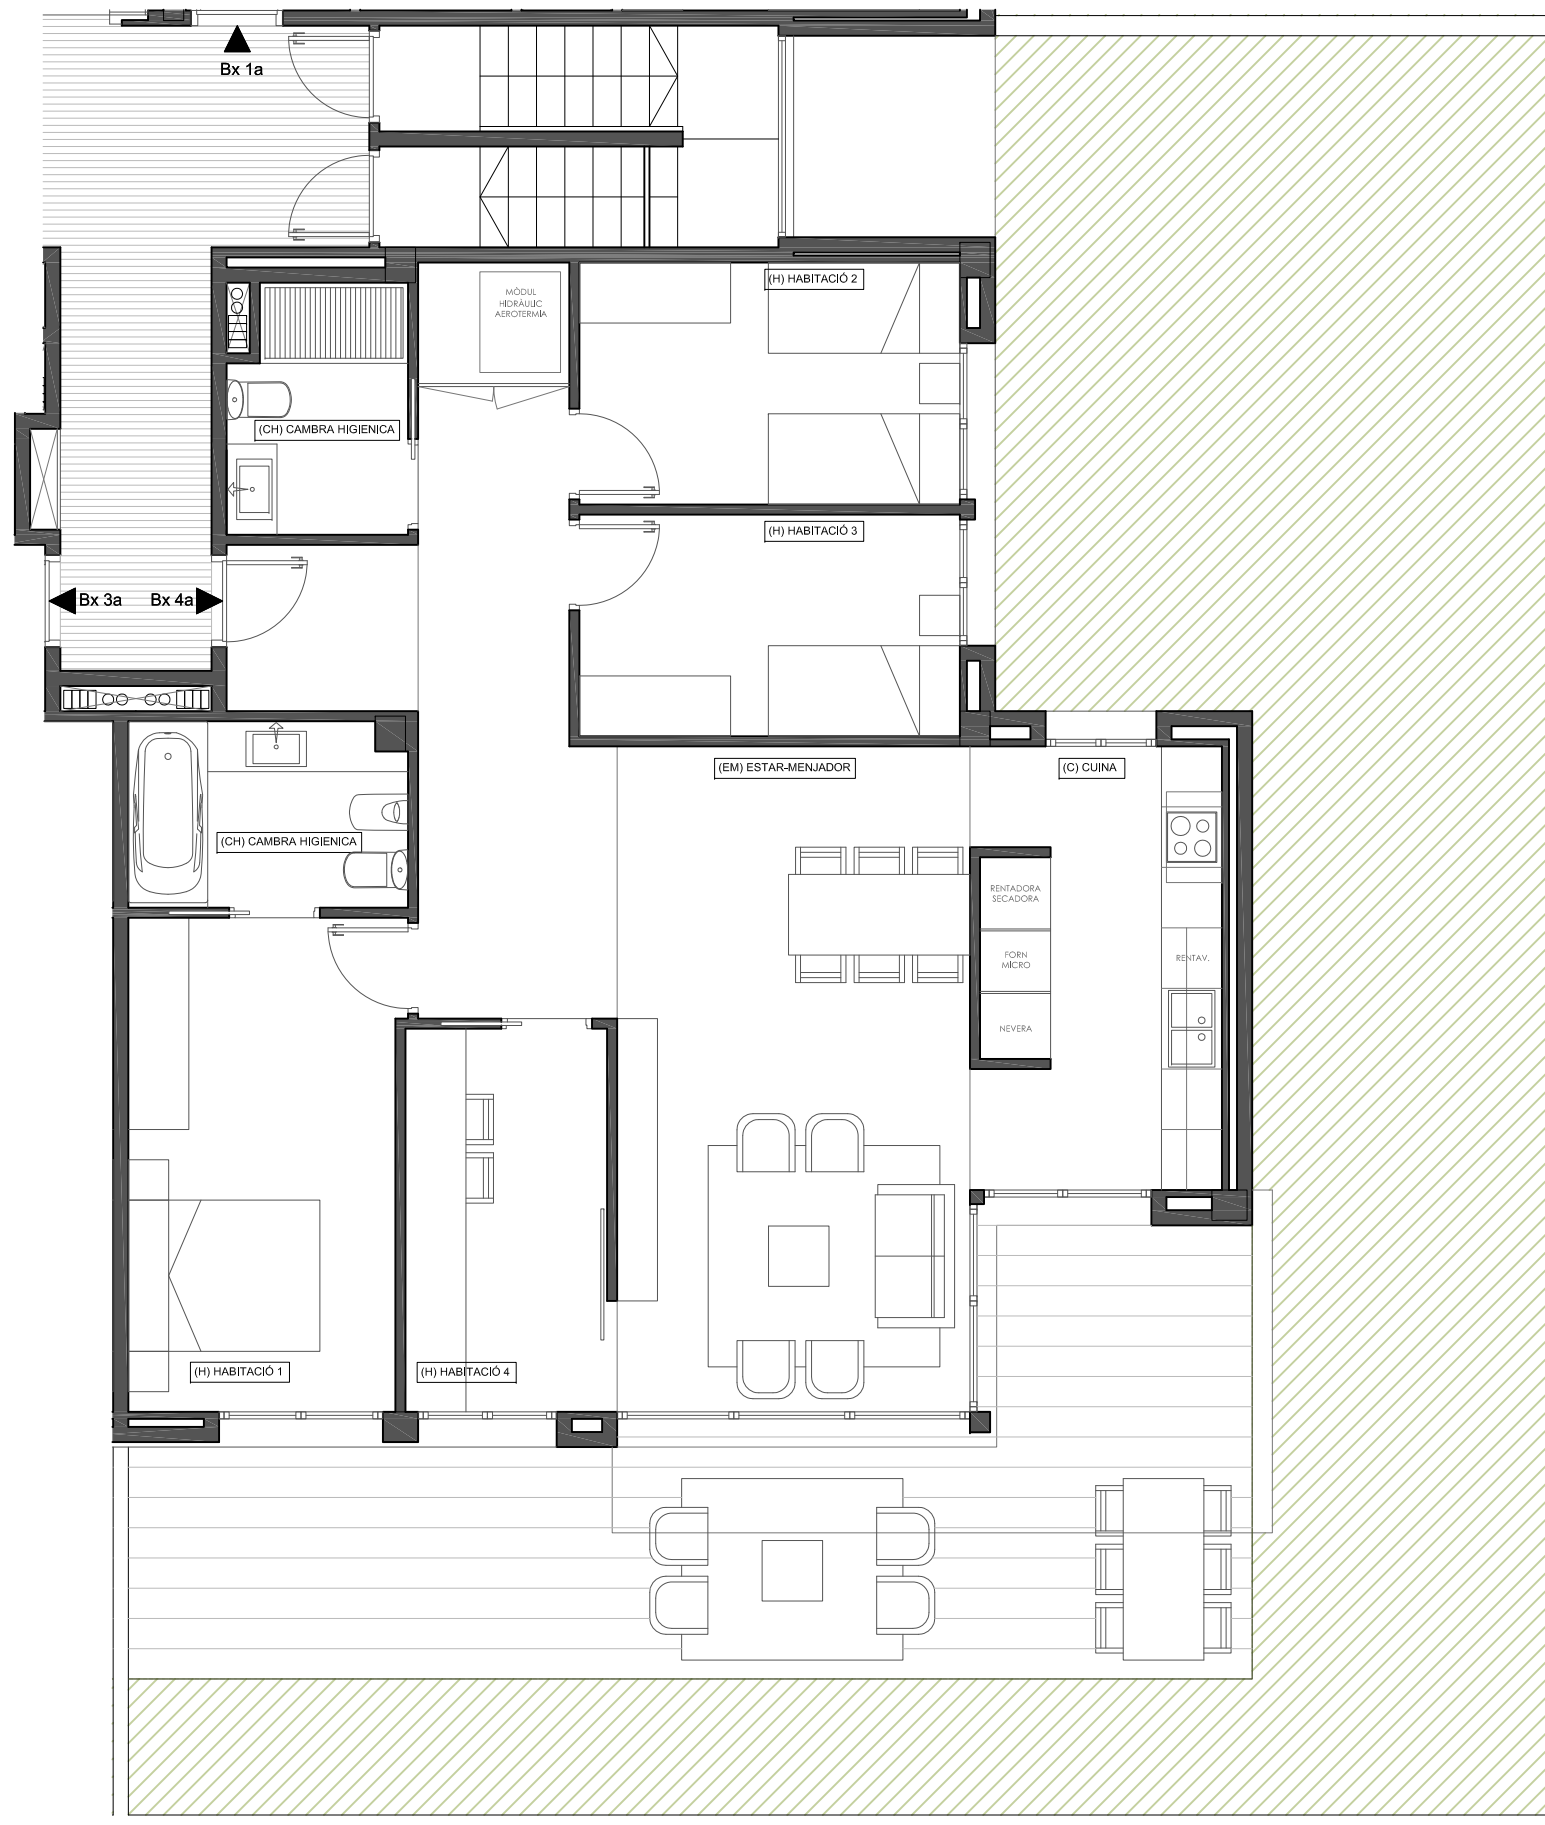 Bx 1a
MÒDUL
HIDRÀULIC
AEROTERMÍA
(H) HABITACIÓ 2
(CH) CAMBRA HIGIENICA
(H) HABITACIÓ 3
Bx 3a
Bx 4a
(EM) ESTAR-MENJADOR
(C) CUINA
(CH) CAMBRA HIGIENICA
RENTADORA
SECADORA
FORN
MICRO
RENTAV.
NEVERA
(H) HABITACIÓ 1
(H) HABITACIÓ 4